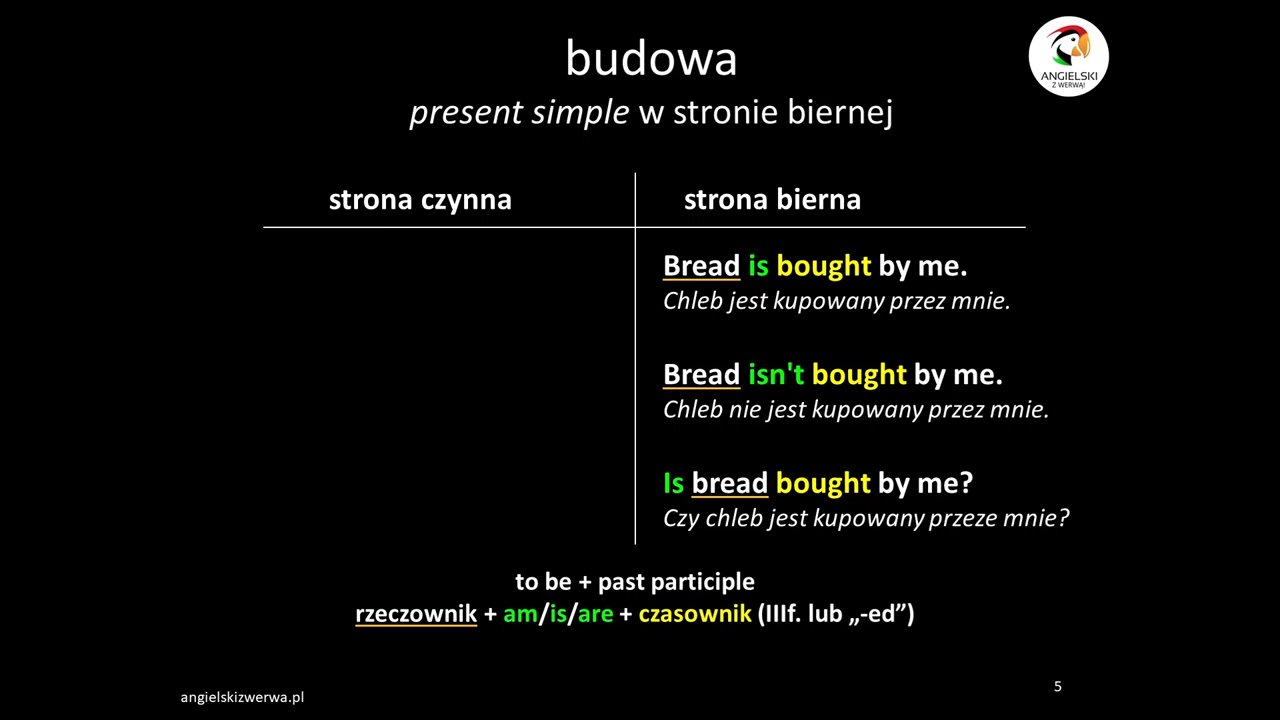 budowa
present simple w stronie biernej
ANGIELSKI
Z WERWĄ!
strona czynna
strona bierna
Bread is bought by me.
Chleb jest kupowany przez mnie.
Bread isn't bought by me.
Chleb nie jest kupowany przez mnie.
Is bread bought by me?
Czy chleb jest kupowany przeze mnie?
to be + past participle
rzeczownik + am/is/are + czasownik (IIIf. lub „-ed”)
angielskizwerwa.pl
5